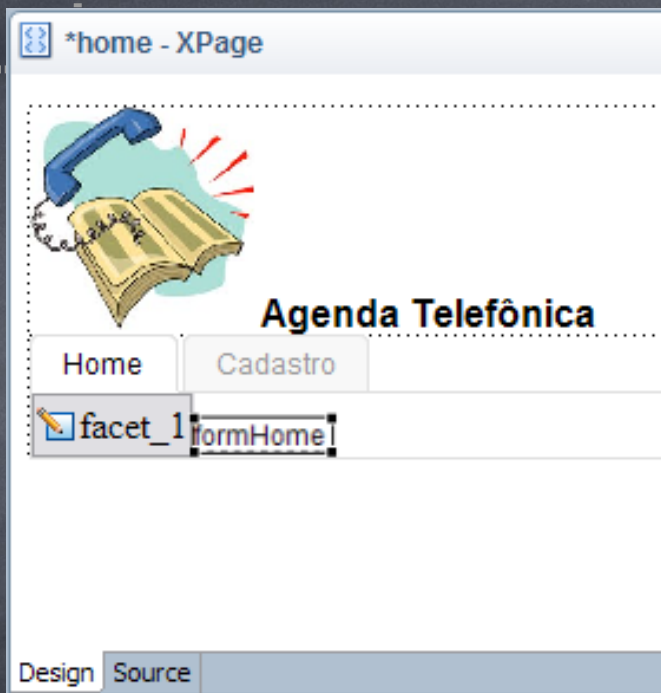 *home - XPage
Agenda Telefônica
Home Cadastro
facet_1 formHome
Design Source